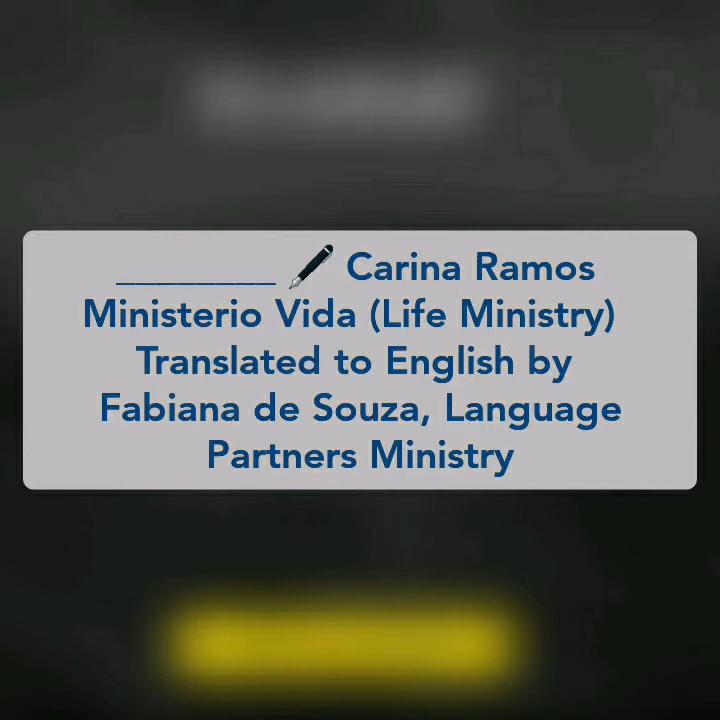 ________ 🖋 Carina Ramos
Ministerio Vida (Life Ministry)
Translated to English by
Fabiana de Souza, Language
Partners Ministry